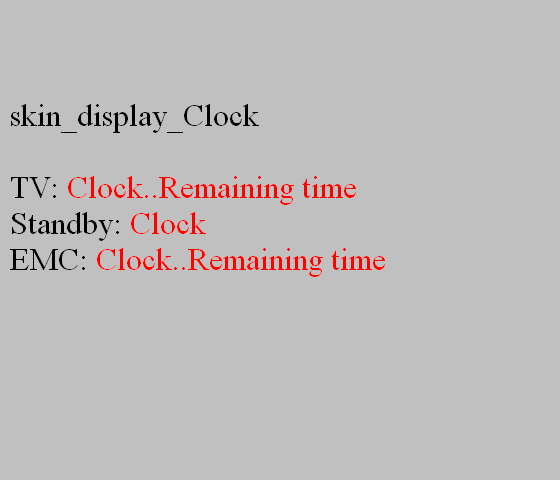 skin_display_Clock
TV: Clock..Remaining time
Standby: Clock
EMC: Clock..Remaining time